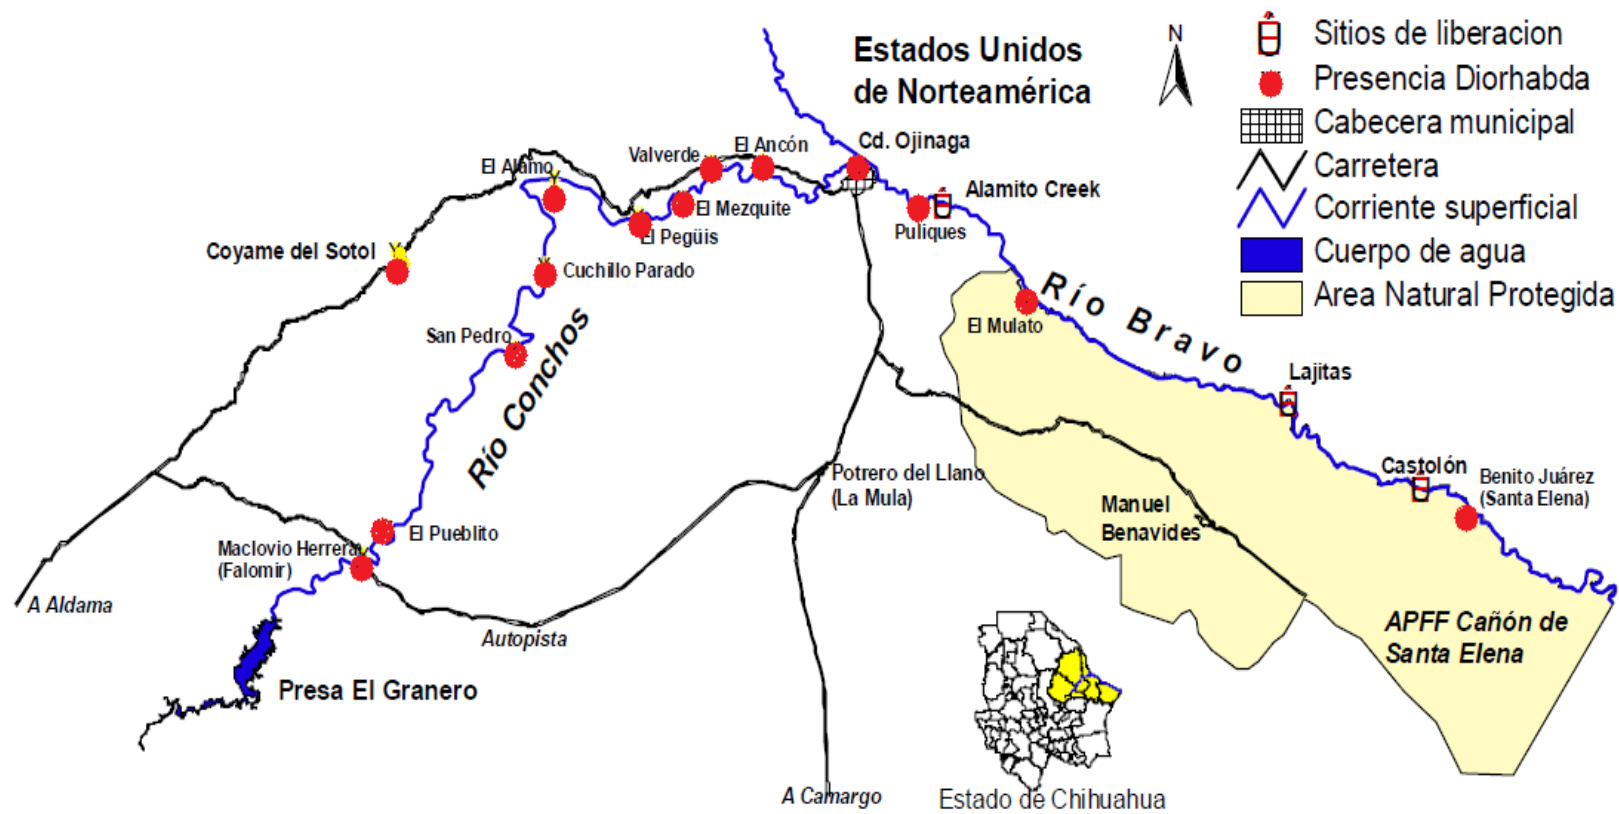 Estados Unidos
de Norteamérica
N
Sitios de liberacion
Presencia Diorhabda
Cabecera municipal
Carretera
Corriente superficial
Cuerpo de agua
Area Natural Protegida
El Alamo
Valverde
El Ancón
Cd. Ojinaga
El Mezquite
El Pegüis
Alamito Creek
Puliques
Coyame del Sotol
Cuchillo Parado
San Pedro
Río Conchos
El Mulato
Río Bravo
Lajitas
Castolón
Benito Juárez
(Santa Elena)
Potrero del Llano
(La Mula)
Manuel
Benavides
El Pueblito
Maclovio Herrera
(Falomir)
A Aldama
Autopista
Presa El Granero
APFF Cañón de
Santa Elena
A Camargo
Estado de Chihuahua